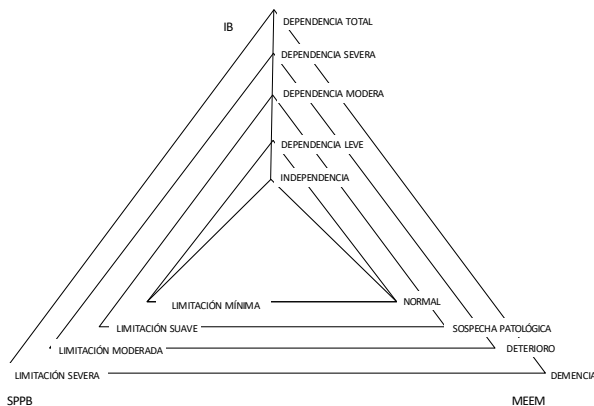 IB
DEPENDENCIA TOTAL
DEPENDENCIA SEVERA
DEPENDENCIA MODERA
DEPENDENCIA LEVE
INDEPENDENCIA
LIMITACIÓN MÍNIMA
NORMAL
LIMITACIÓN SUAVE
SOSPECHA PATOLÓGICA
LIMITACIÓN MODERADA
DETERIORO
LIMITACIÓN SEVERA
DEMENCIA
SPPB
MEEM